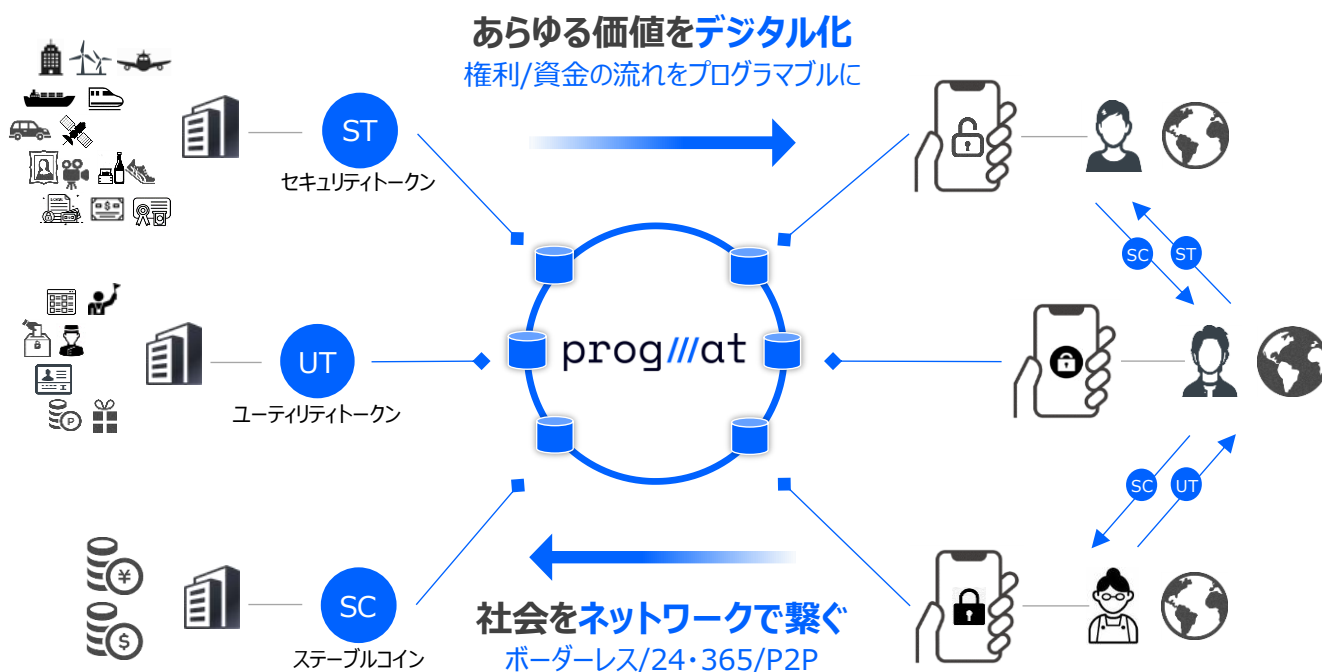 あらゆる価値をデジタル化
権利/資金の流れをプログラマブルに
ST
セキュリティトークン
SC
ST
UT
ユーティリティトークン
prog///at
SC
UT
¥
$
SC
ステーブルコイン
社会をネットワークで繋ぐ
ボーダーレス/24・365/P2P
P
$